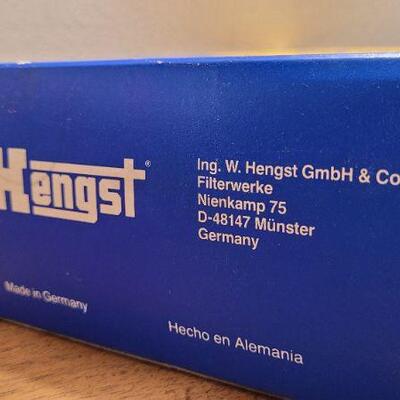 Hengst®
Ing. W. Hengst GmbH & Co
Filterwerke
Nienkamp 75
D-48147 Münster
Germany
Made in Germany
Hecho en Alemania